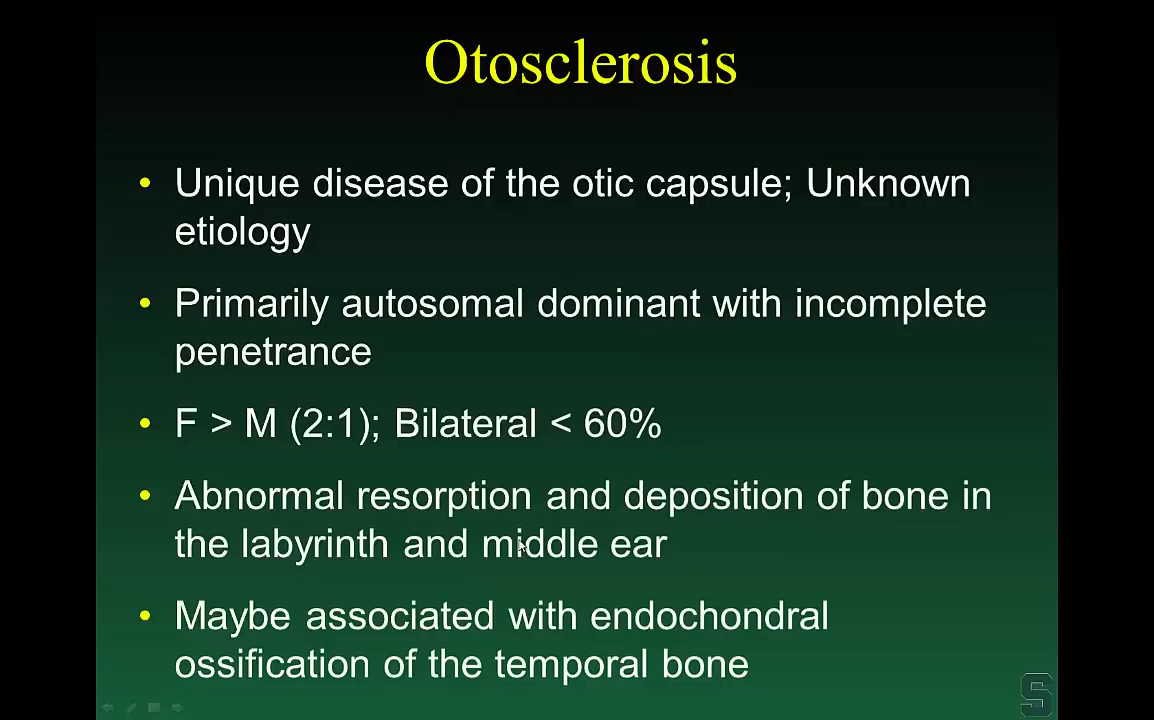 Otosclerosis
• Unique disease of the otic capsule; Unknown
etiology
• Primarily autosomal dominant with incomplete
penetrance
• F > M (2:1); Bilateral < 60%
• Abnormal resorption and deposition of bone in
the labyrinth and middle ear
• Maybe associated with endochondral
ossification of the temporal bone
S